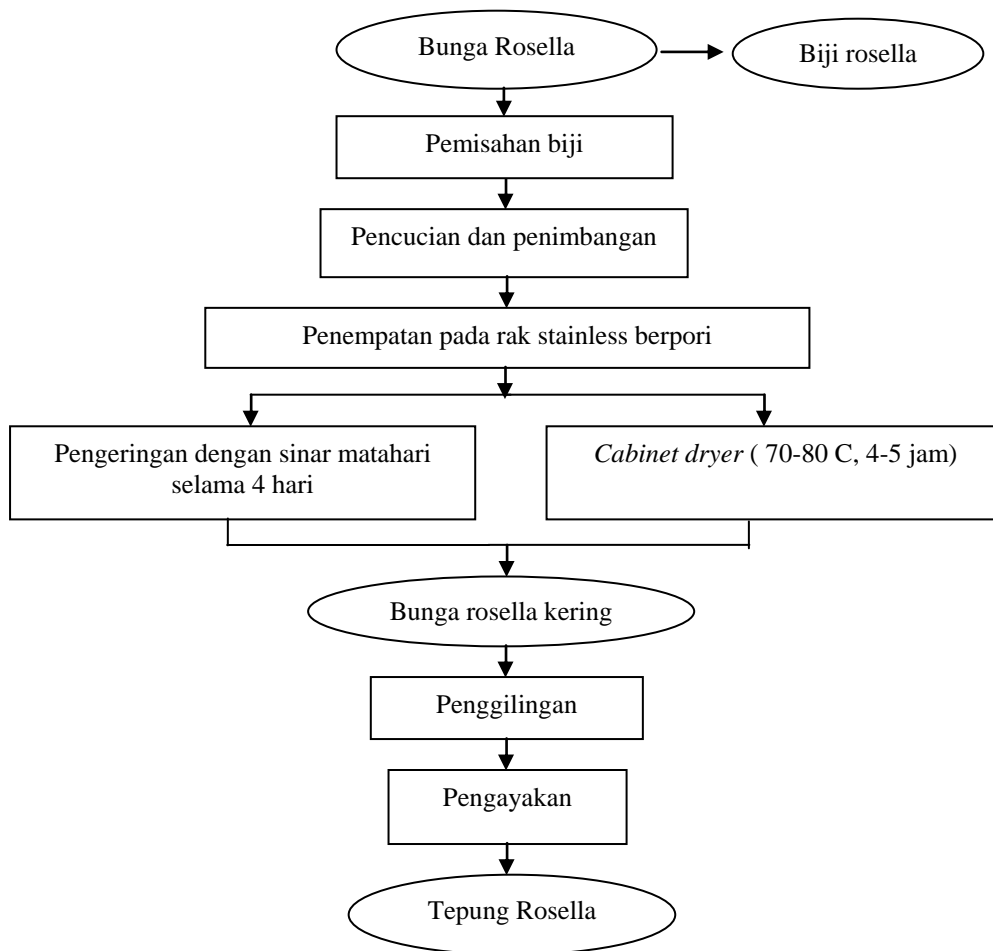 Bunga Rosella
Biji rosella
Pemisahan biji
Pencucian dan penimbangan
Penempatan pada rak stainless berpori
Pengeringan dengan sinar matahari
selama 4 hari
Cabinet dryer ( 70-80 C, 4-5 jam)
Bunga rosella kering
Penggilingan
Pengayakan
Tepung Rosella